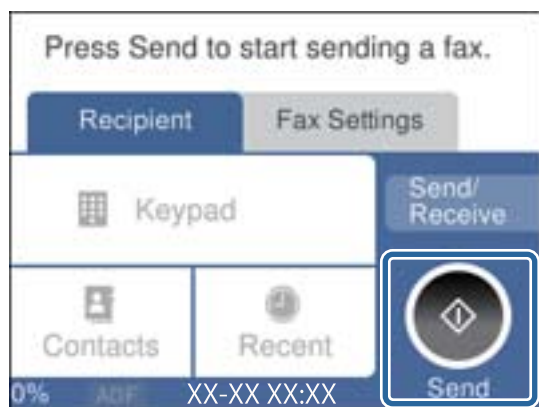 Press Send to start sending a fax.
Recipient
Fax Settings
Keypad
Send/
Receive
Contacts
Recent
0%
ADF
XX-XX XX:XX
Send